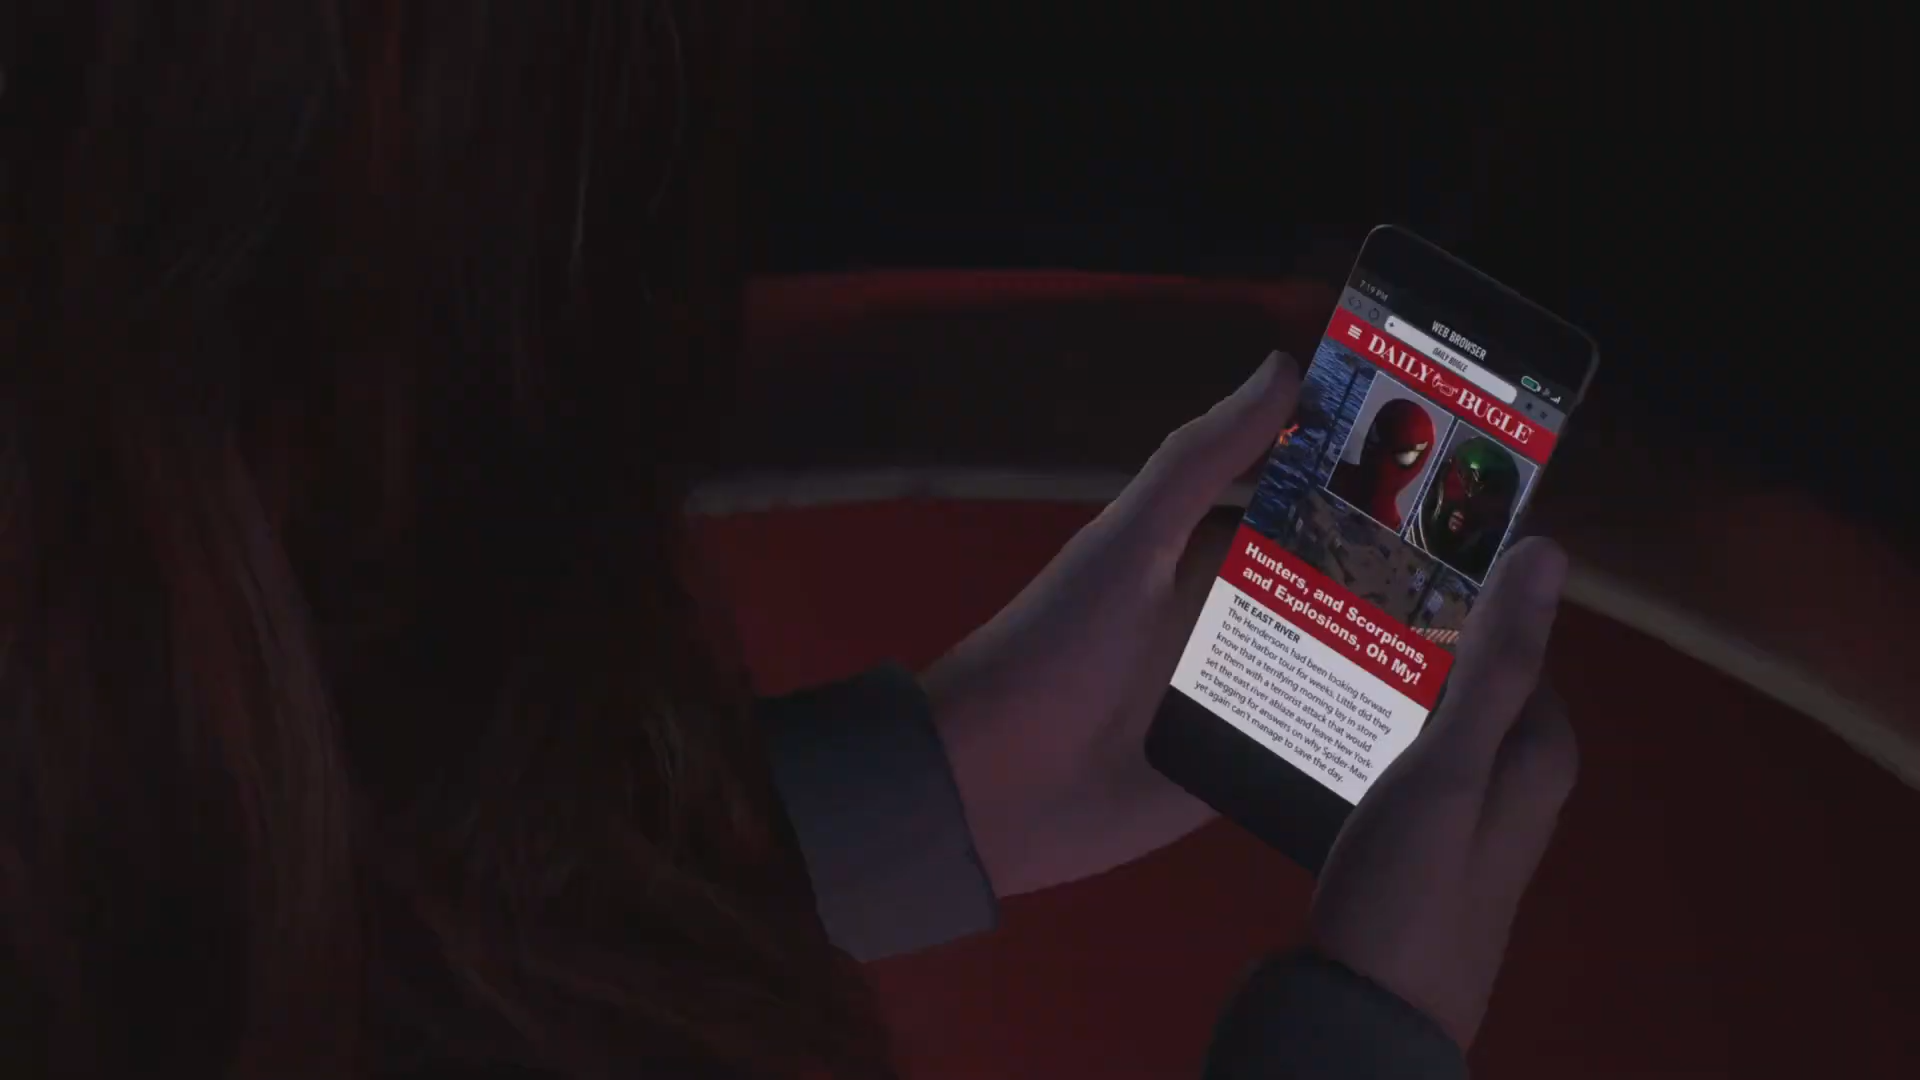 7:19 PM
WEB BROWSER
DAILY BUGLE
DAILY BUGLE
Hunters, and Scorpions,
and Explosions, Oh My!
THE EAST RIVER
The Hendersons had been looking forward
to their harbor tour for weeks. Little did they
know that a terrifying morning lay in store
for them with a terrorist attack that would
set the east river ablaze and leave New York-
ers begging for answers on why Spider-Man
yet again can't manage to save the day.